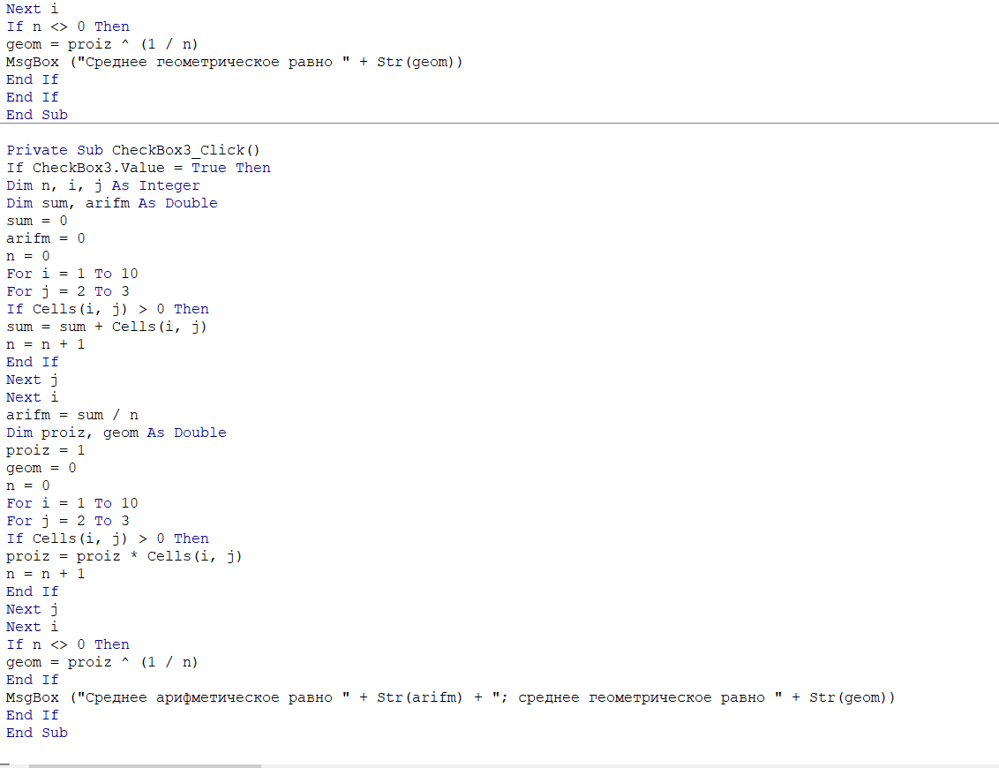 Next i
If n <> 0 Then
geom = proiz ^ (1 / n)
MsgBox ("Среднее геометрическое равно " + Str(geom))
End If
End If
End Sub
Private Sub CheckBox3_Click()
If CheckBox3.Value = True Then
Dim n, i, j As Integer
Dim sum, arifm As Double
sum = 0
arifm = 0
n = 0
For i = 1 To 10
For j = 2 To 3
If Cells(i, j) > 0 Then
sum = sum + Cells(i, j)
n = n + 1
End If
Next j
Next i
arifm = sum / n
Dim proiz, geom As Double
proiz = 1
geom = 0
n = 0
For i = 1 To 10
For j = 2 To 3
If Cells(i, j) > 0 Then
proiz = proiz * Cells(i, j)
n = n + 1
End If
Next j
Next i
If n <> 0 Then
geom = proiz ^ (1 / n)
End If
MsgBox ("Среднее арифметическое равно " + Str(arifm) + "; среднее геометрическое равно " + Str(geom))
End If
End Sub